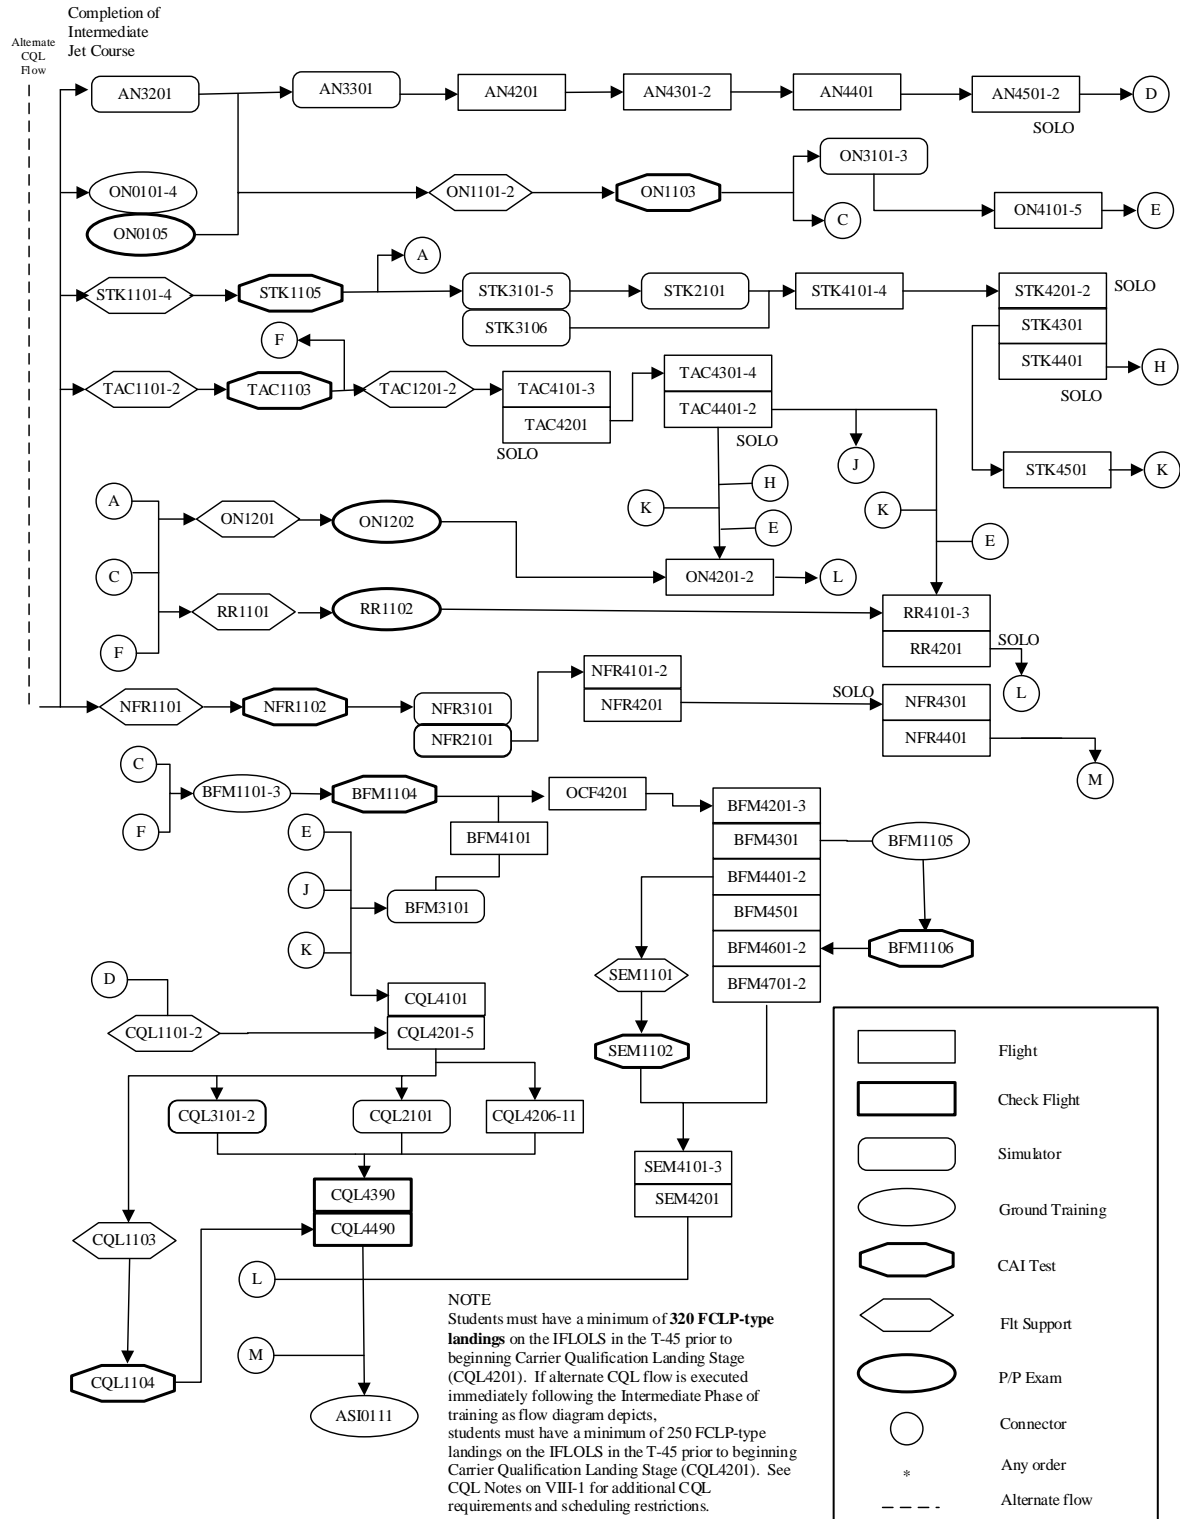 Completion of
Intermediate
Jet Course
Alternate
CQL
Flow
AN3201
AN3301
AN4201
AN4301-2
AN4401
AN4501-2
D
SOLO
ON0101-4
ON0105
ON1101-2
ON1103
ON3101-3
C
ON4101-5
E
A
STK1101-4
STK1105
STK3101-5
STK3106
STK2101
STK4101-4
STK4201-2
SOLO
STK4301
STK4401
H
SOLO
F
TAC1101-2
TAC1103
TAC1201-2
TAC4101-3
TAC4201
SOLO
TAC4301-4
TAC4401-2
SOLO
J
STK4501
K
A
ON1201
ON1202
K
H
E
K
E
C
ON4201-2
L
RR1101
RR1102
RR4101-3
F
RR4201
SOLO
L
NFR1101
NFR1102
NFR3101
NFR2101
NFR4101-2
NFR4201
SOLO
NFR4301
NFR4401
M
C
BFM1101-3
BFM1104
OCF4201
F
E
BFM4101
BFM4201-3
BFM4301
BFM1105
BFM4401-2
J
BFM3101
BFM4501
K
BFM4601-2
BFM1106
BFM4701-2
SEM1101
D
CQL4101
CQL1101-2
CQL4201-5
SEM1102
CQL3101-2
CQL2101
CQL4206-11
SEM4101-3
SEM4201
CQL4390
CQL4490
CQL1103
L
M
CQL1104
ASI0111
NOTE
Students must have a minimum of 320 FCLP-type
landings on the IFLOLS in the T-45 prior to
beginning Carrier Qualification Landing Stage
(CQL4201). If alternate CQL flow is executed
immediately following the Intermediate Phase of
training as flow diagram depicts,
students must have a minimum of 250 FCLP-type
landings on the IFLOLS in the T-45 prior to beginning
Carrier Qualification Landing Stage (CQL4201). See
CQL Notes on VIII-1 for additional CQL
requirements and scheduling restrictions.
Flight
Check Flight
Simulator
Ground Training
CAI Test
Flt Support
P/P Exam
Connector
* Any order
Alternate flow